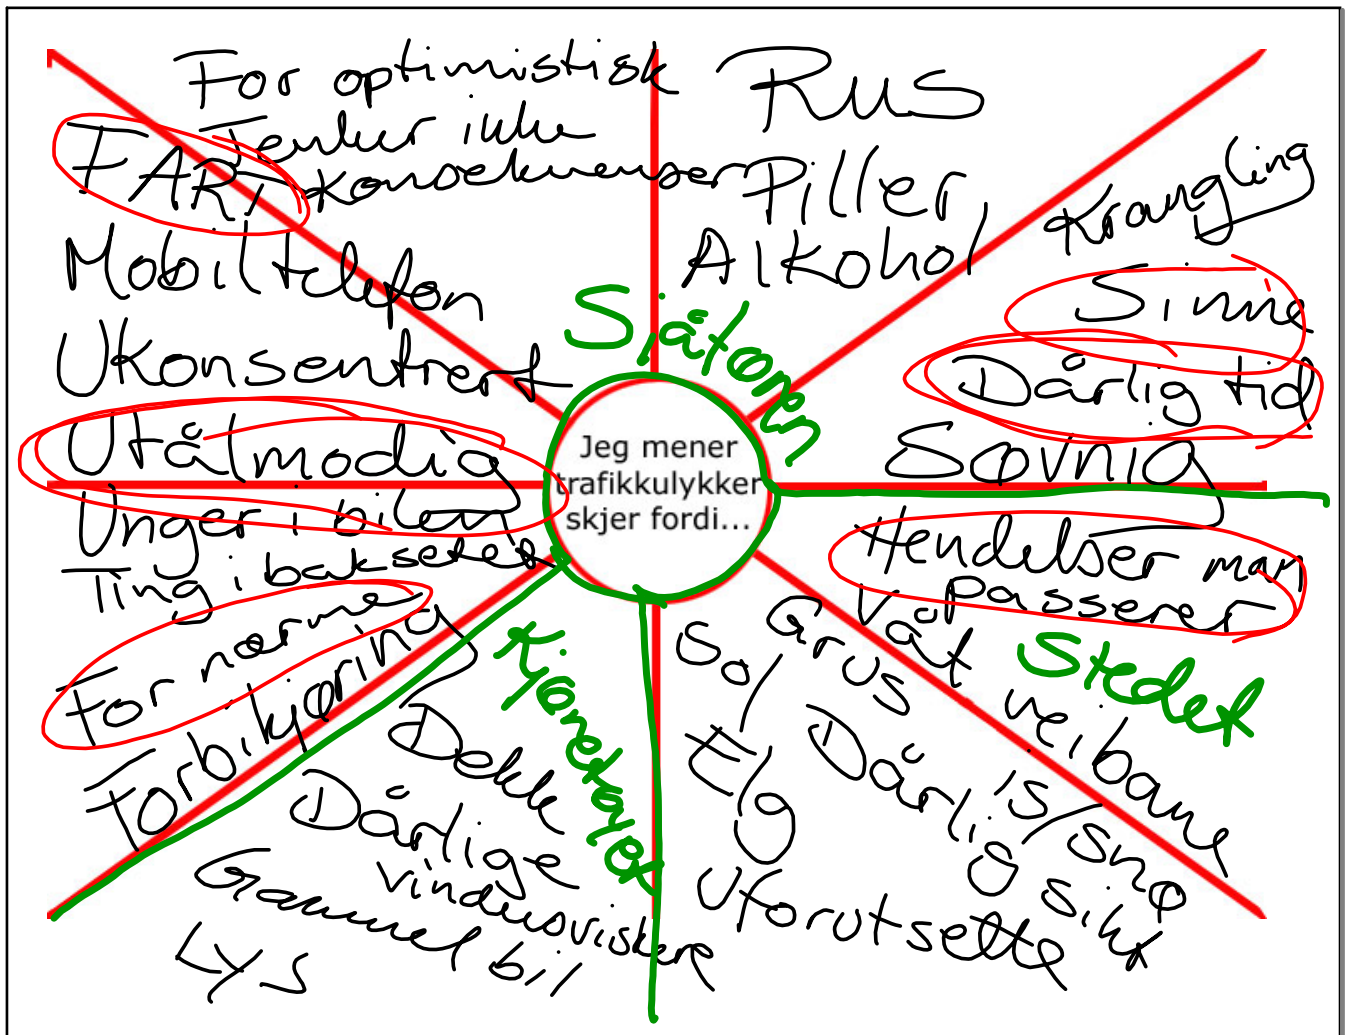 For optimistisk
Tenker ikke
konsekvenser
FART
Mobiltelefon
Ukonsentrert
Utålmodig
Unger i bilen
Ting i baksetet
For nærme
Forbikjøring
Rus
Piller
Alkohol
Krangling
Sinne
Dårlig tid
Søvnig
Sjåføren
Jeg mener
trafikkulykker
skjer fordi...
Hendelser man
passerer
Stedet
Våt veibane
Grus
Sol
Elg
Is/snø
Dårlig sikt
Uforutsette
Kjøretøyet
Dekk
Dårlige
vindusviskere
Gammel bil
Lys